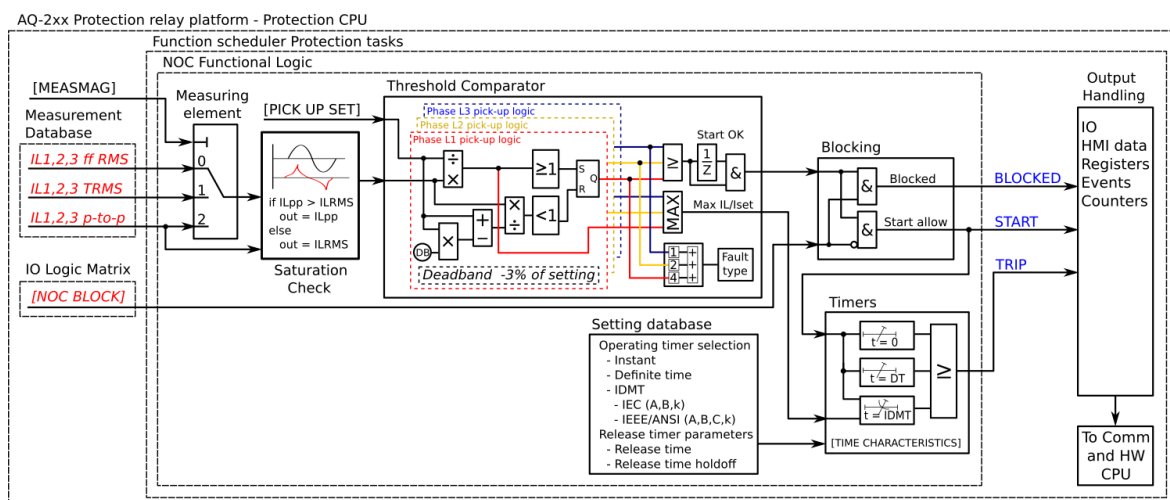 AQ-2xx Protection relay platform - Protection CPU
Function scheduler Protection tasks
NOC Functional Logic
[MEASMAG]
Measuring
element
Measurement
Database
IL1,2,3 ff RMS
IL1,2,3 TRMS
IL1,2,3 p-to-p
0
1
2
IO Logic Matrix
[NOC BLOCK]
[PICK UP SET]
if ILpp > ILRMS
out = ILpp
else
out = ILRMS
Saturation
Check
Threshold Comparator
Phase L3 pick-up logic
Phase L2 pick-up logic
Phase L1 pick-up logic
÷
×
≥1
S
Q
R
×
÷
<1
+
−
×
DB
Deadband -3% of setting
Start OK
≥
1
Z
&
MAX
Max IL/Iset
1 +
2 +
4 +
Fault
type
Blocking
&
Blocked
&
Start allow
BLOCKED
START
TRIP
Timers
t = 0
t = DT
t = IDMT
≥
[TIME CHARACTERISTICS]
Setting database
Operating timer selection
- Instant
- Definite time
- IDMT
- IEC (A,B,k)
- IEEE/ANSI (A,B,C,k)
Release timer parameters
- Release time
- Release time holdoff
Output
Handling
IO
HMI data
Registers
Events
Counters
To Comm
and HW
CPU